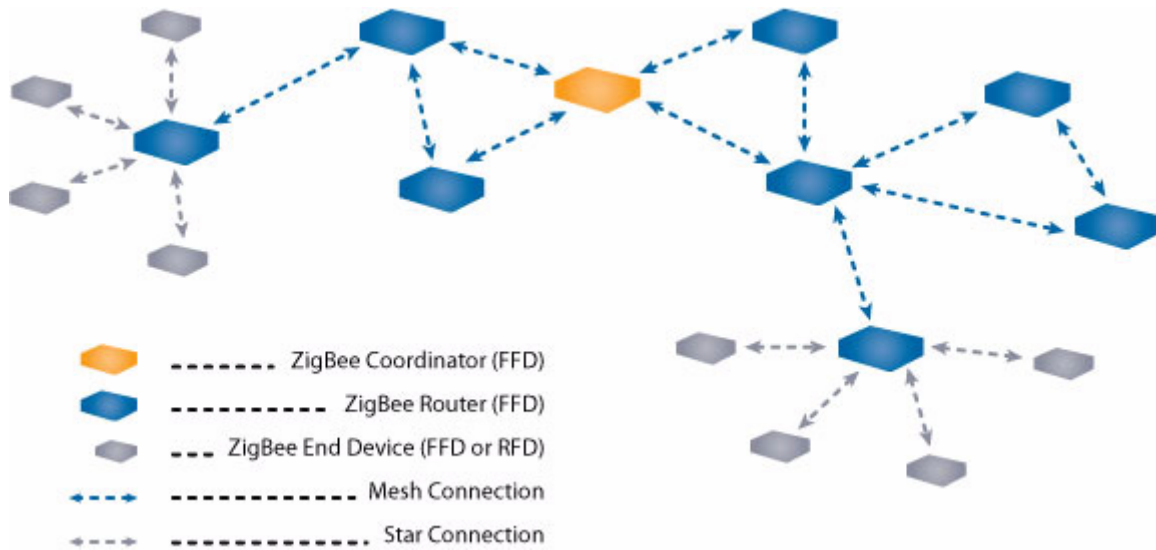 ZigBee Coordinator (FFD)
ZigBee Router (FFD)
ZigBee End Device (FFD or RFD)
Mesh Connection
Star Connection